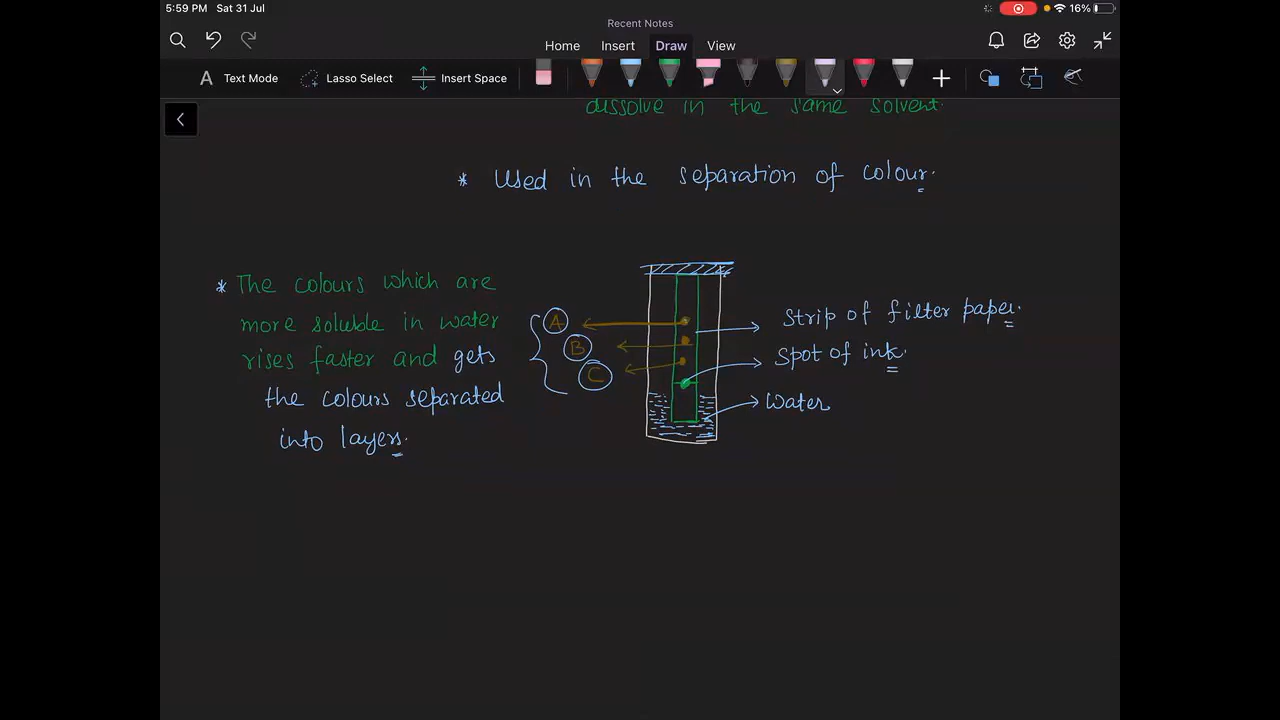 5:59 PM Sat 31 Jul
16%
Recent Notes
Home Insert Draw View
Text Mode Lasso Select Insert Space
dissolve in the same solvent.
* Used in the separation of colour.
* The colours which are
more soluble in water
rises faster and gets
the colours separated
into layers.
A
B
C
Strip of filter paper.
Spot of ink.
Water